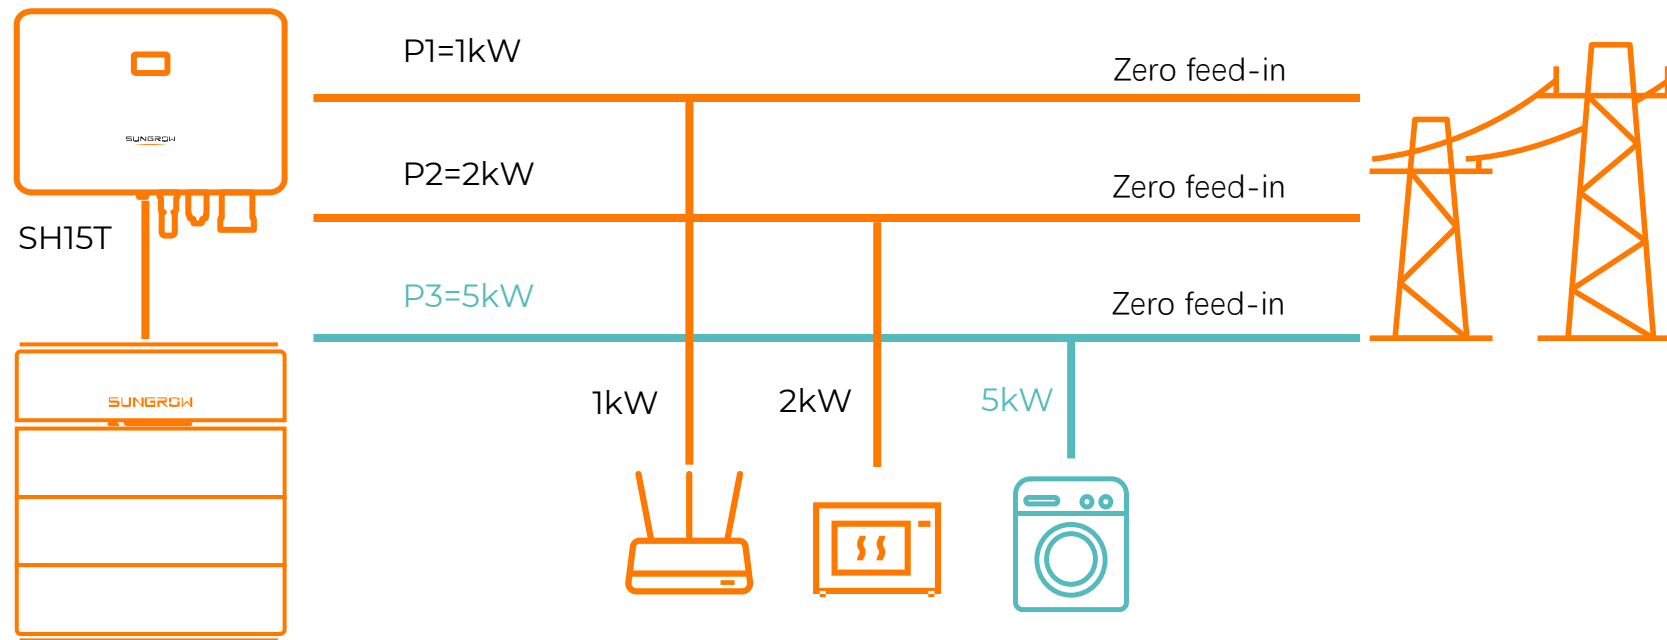 P1=1kW
Zero feed-in
SUNGROW
P2=2kW
Zero feed-in
SH15T
P3=5kW
Zero feed-in
SUNGROW
1kW
2kW
5kW